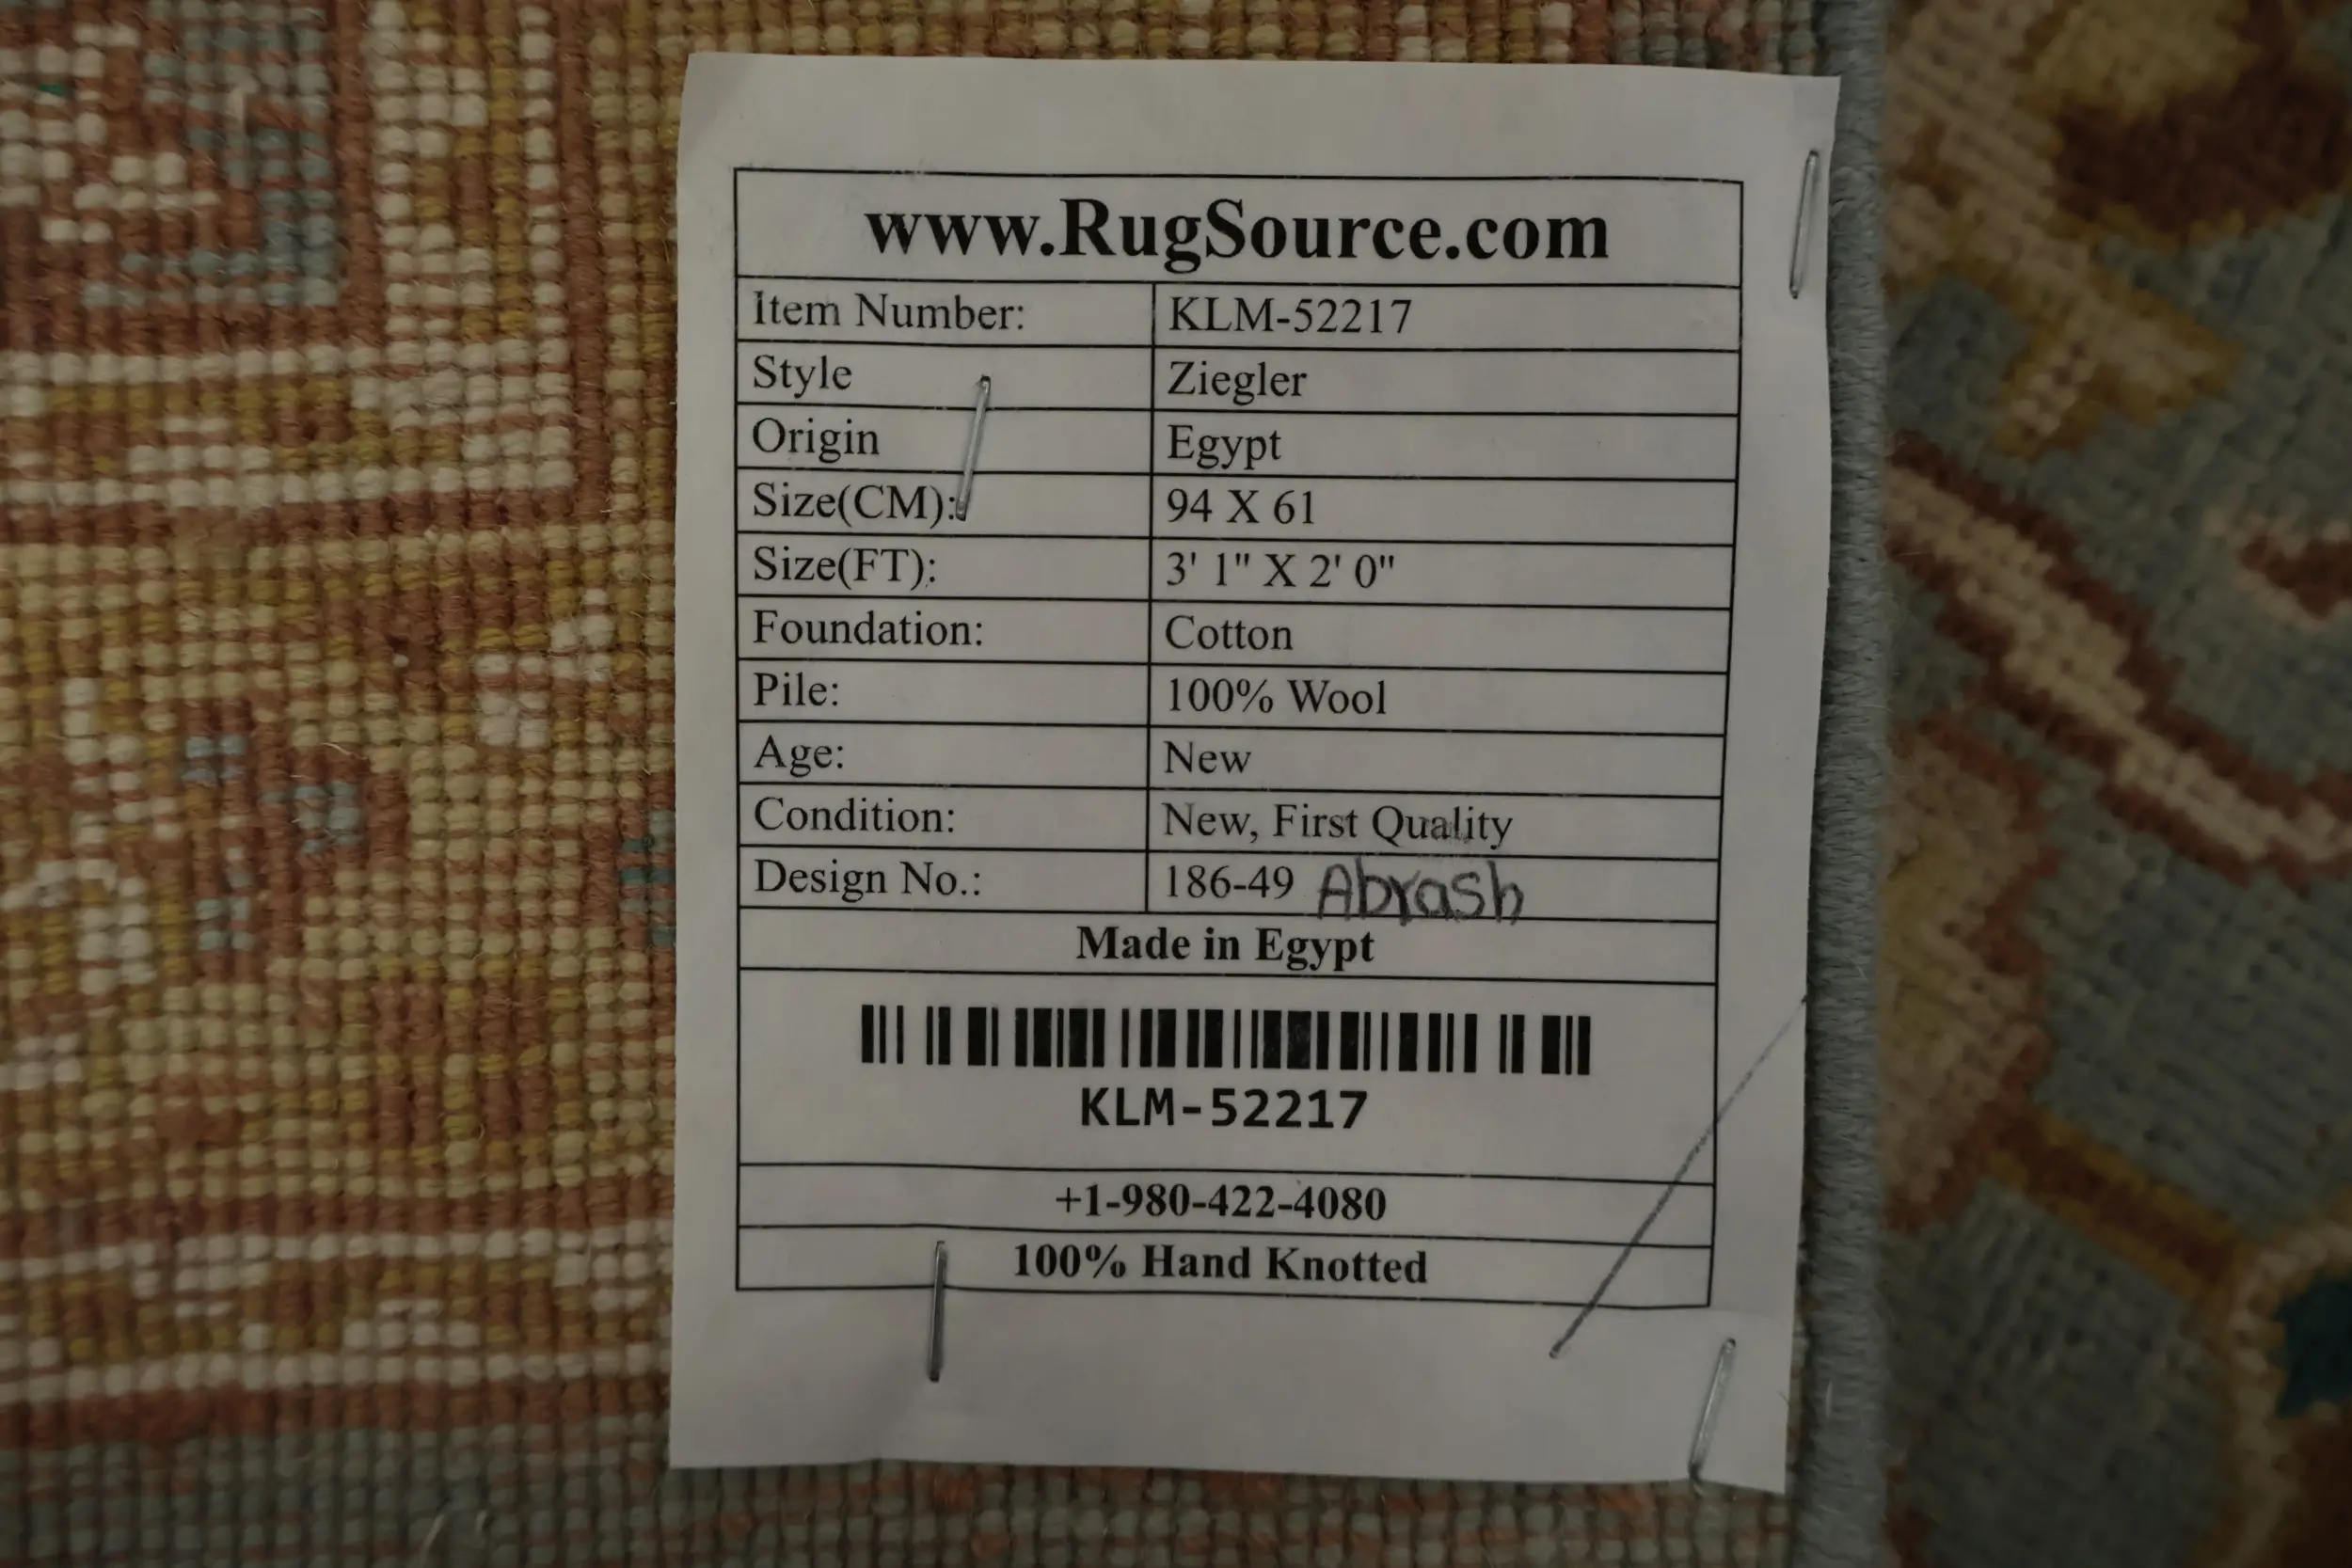 www.RugSource.com
Item Number: KLM-52217
Style Ziegler
Origin Egypt
Size(CM): 94 X 61
Size(FT): 3' 1" X 2' 0"
Foundation: Cotton
Pile: 100% Wool
Age: New
Condition: New, First Quality
Design No.: 186-49 Abrash
Made in Egypt
KLM-52217
+1-980-422-4080
100% Hand Knotted